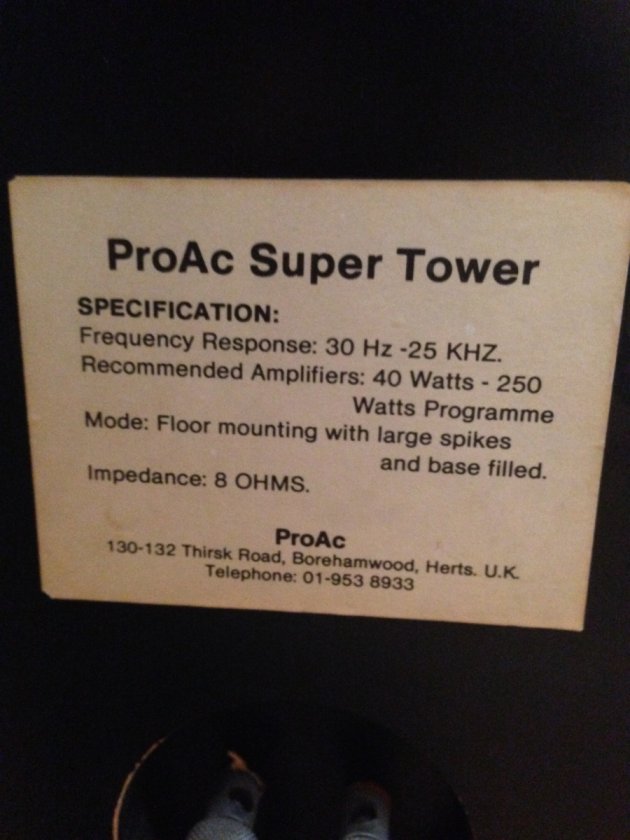 ProAc Super Tower
SPECIFICATION:
Frequency Response: 30 Hz -25 KHZ.
Recommended Amplifiers: 40 Watts - 250
Watts Programme
Mode: Floor mounting with large spikes
and base filled.
Impedance: 8 OHMS.
ProAc
130-132 Thirsk Road, Borehamwood, Herts. U.K.
Telephone: 01-953 8933